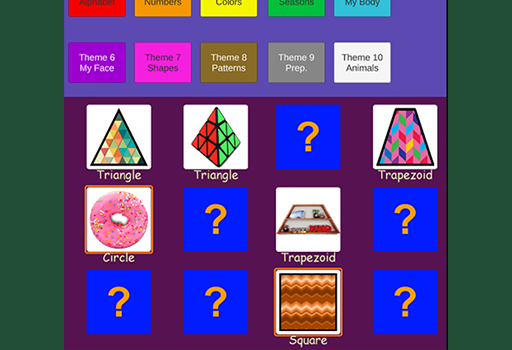 Alphabet
Numbers
Colors
Seasons
My Body
Theme 6
My Face
Theme 7
Shapes
Theme 8
Patterns
Theme 9
Prep.
Theme 10
Animals
?
Triangle
Triangle
Trapezoid
? ?
Circle
Trapezoid
? ? ?
Square